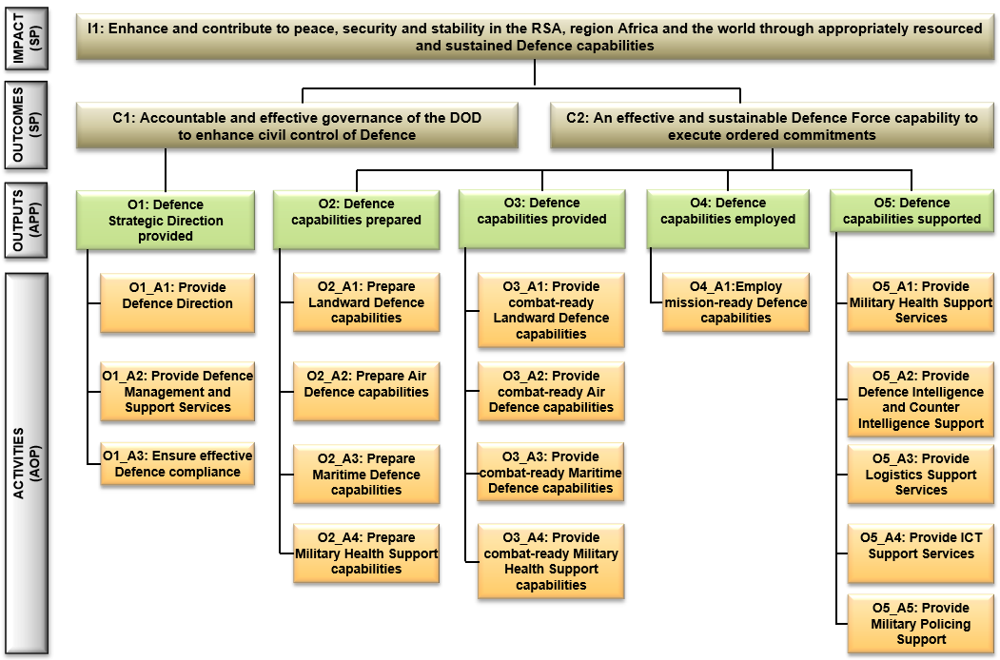 IMPACT
(SP)
I1: Enhance and contribute to peace, security and stability in the RSA, region Africa and the world through appropriately resourced
and sustained Defence capabilities
OUTCOMES
(SP)
C1: Accountable and effective governance of the DOD
to enhance civil control of Defence
C2: An effective and sustainable Defence Force capability to
execute ordered commitments
OUTPUTS
(APP)
O1: Defence
Strategic Direction
provided
O2: Defence
capabilities prepared
O3: Defence
capabilities provided
O4: Defence
capabilities employed
O5: Defence
capabilities supported
ACTIVITIES
(AOP)
O1_A1: Provide
Defence Direction
O1_A2: Provide Defence
Management and
Support Services
O1_A3: Ensure effective
Defence compliance
O2_A1: Prepare
Landward Defence
capabilities
O2_A2: Prepare Air
Defence capabilities
O2_A3: Prepare
Maritime Defence
capabilities
O2_A4: Prepare
Military Health Support
capabilities
O3_A1: Provide
combat-ready
Landward Defence
capabilities
O3_A2: Provide
combat-ready Air
Defence capabilities
O3_A3: Provide
combat-ready Maritime
Defence capabilities
O3_A4: Provide
combat-ready Military
Health Support
capabilities
O4_A1:Employ
mission-ready Defence
capabilities
O5_A1: Provide
Military Health Support
Services
O5_A2: Provide
Defence Intelligence
and Counter
Intelligence Support
O5_A3: Provide
Logistics Support
Services
O5_A4: Provide ICT
Support Services
O5_A5: Provide
Military Policing
Support